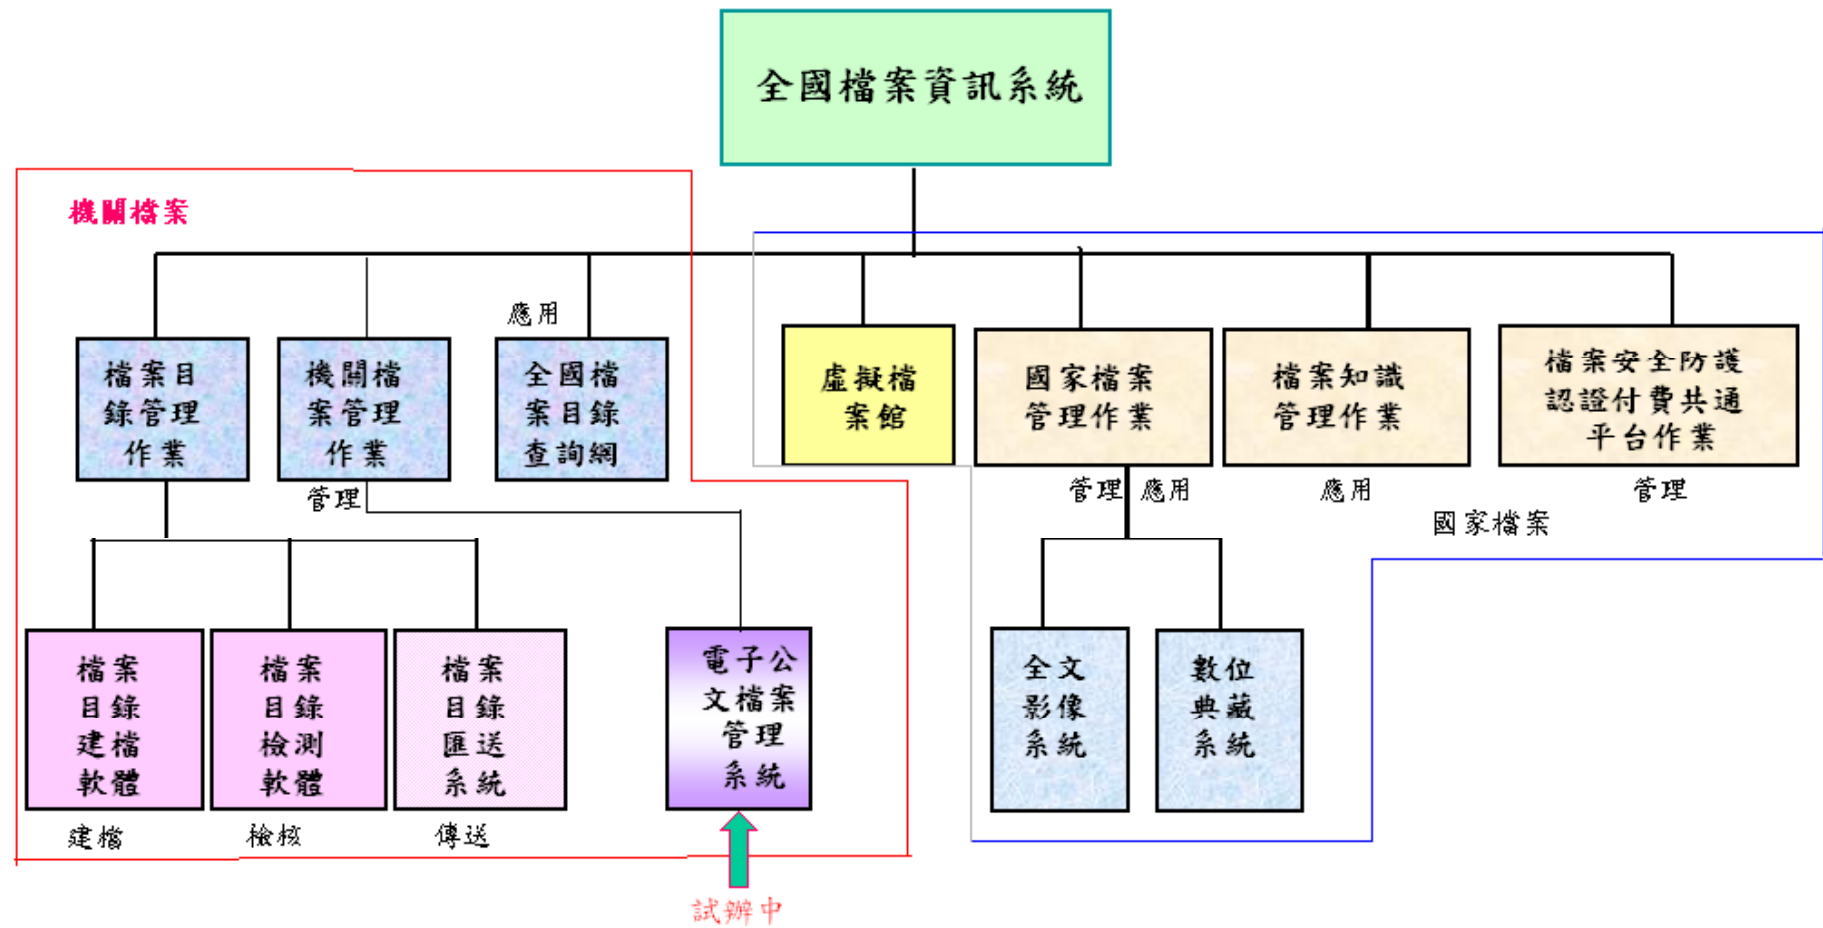 全國檔案資訊系統
機關檔案
應用
檔案目
錄管理
作業
機關檔
案管理
作業
全國檔
案目錄
查詢網
虛擬檔
案館
國家檔案
管理作業
檔案知識
管理作業
檔案安全防護
認證付費共通
平台作業
管理
管理
應用
應用
管理
國家檔案
檔案
目錄
建檔
軟體
檔案
目錄
檢測
軟體
檔案
目錄
匯送
系統
電子公
文檔案
管理
系統
全文
影像
系統
數位
典藏
系統
建檔
檢核
傳送
試辦中